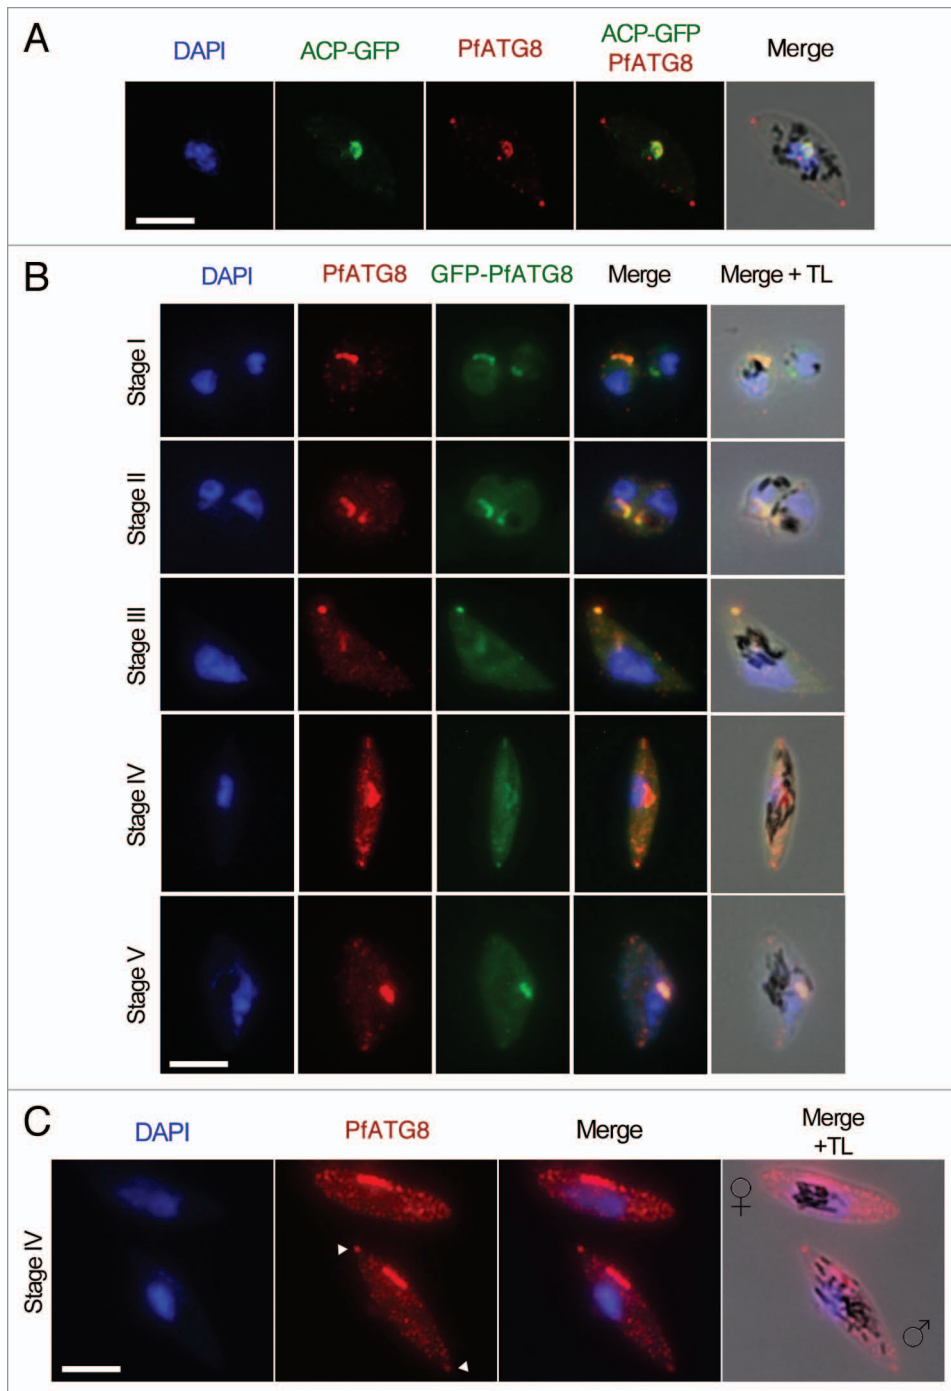 A
DAPI
ACP-GFP
PfATG8
ACP-GFP
PfATG8
Merge
B
DAPI
PfATG8
GFP-PfATG8
Merge
Merge + TL
Stage I
Stage II
Stage III
Stage IV
Stage V
C
DAPI
PfATG8
Merge
Merge
+TL
Stage IV
♀
♂